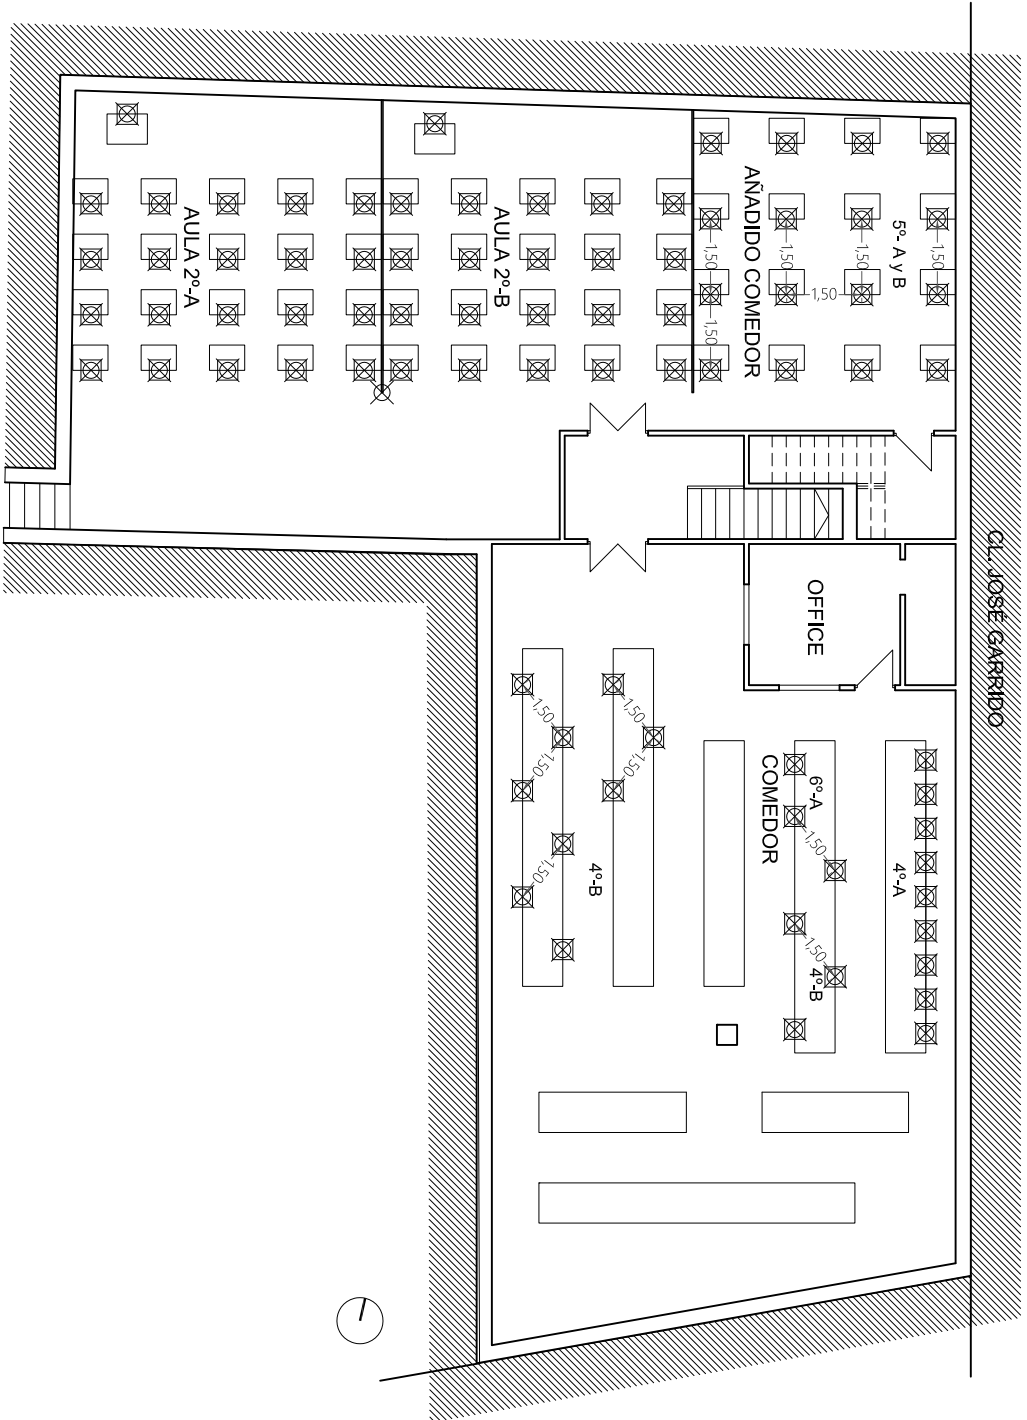 CL. JOSÉ GARRIDO
5º- A y B
AÑADIDO COMEDOR
1,50
1,50
1,50
1,50
1,50
1,50
AULA 2º-B
AULA 2º-A
OFFICE
4º-A
6º-A
COMEDOR
1,50
1,50
4º-B
4º-B
1,50
1,50
1,50
1,50
1,50